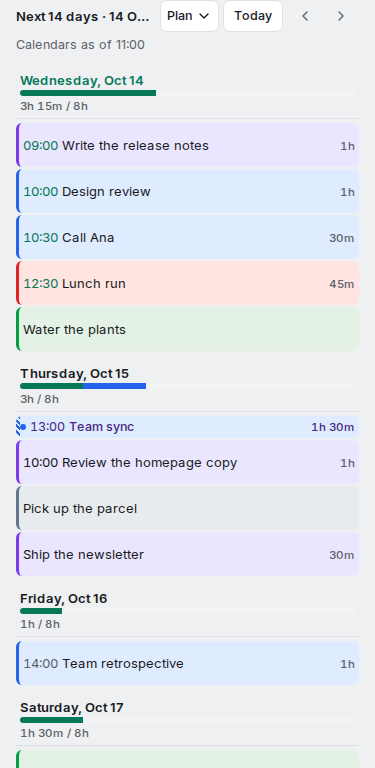 Next 14 days · 14 O... Plan Today
Calendars as of 11:00
Wednesday, Oct 14
3h 15m / 8h
09:00 Write the release notes 1h
10:00 Design review 1h
10:30 Call Ana 30m
12:30 Lunch run 45m
Water the plants
Thursday, Oct 15
3h / 8h
13:00 Team sync 1h 30m
10:00 Review the homepage copy 1h
Pick up the parcel
Ship the newsletter 30m
Friday, Oct 16
1h / 8h
14:00 Team retrospective 1h
Saturday, Oct 17
1h 30m / 8h